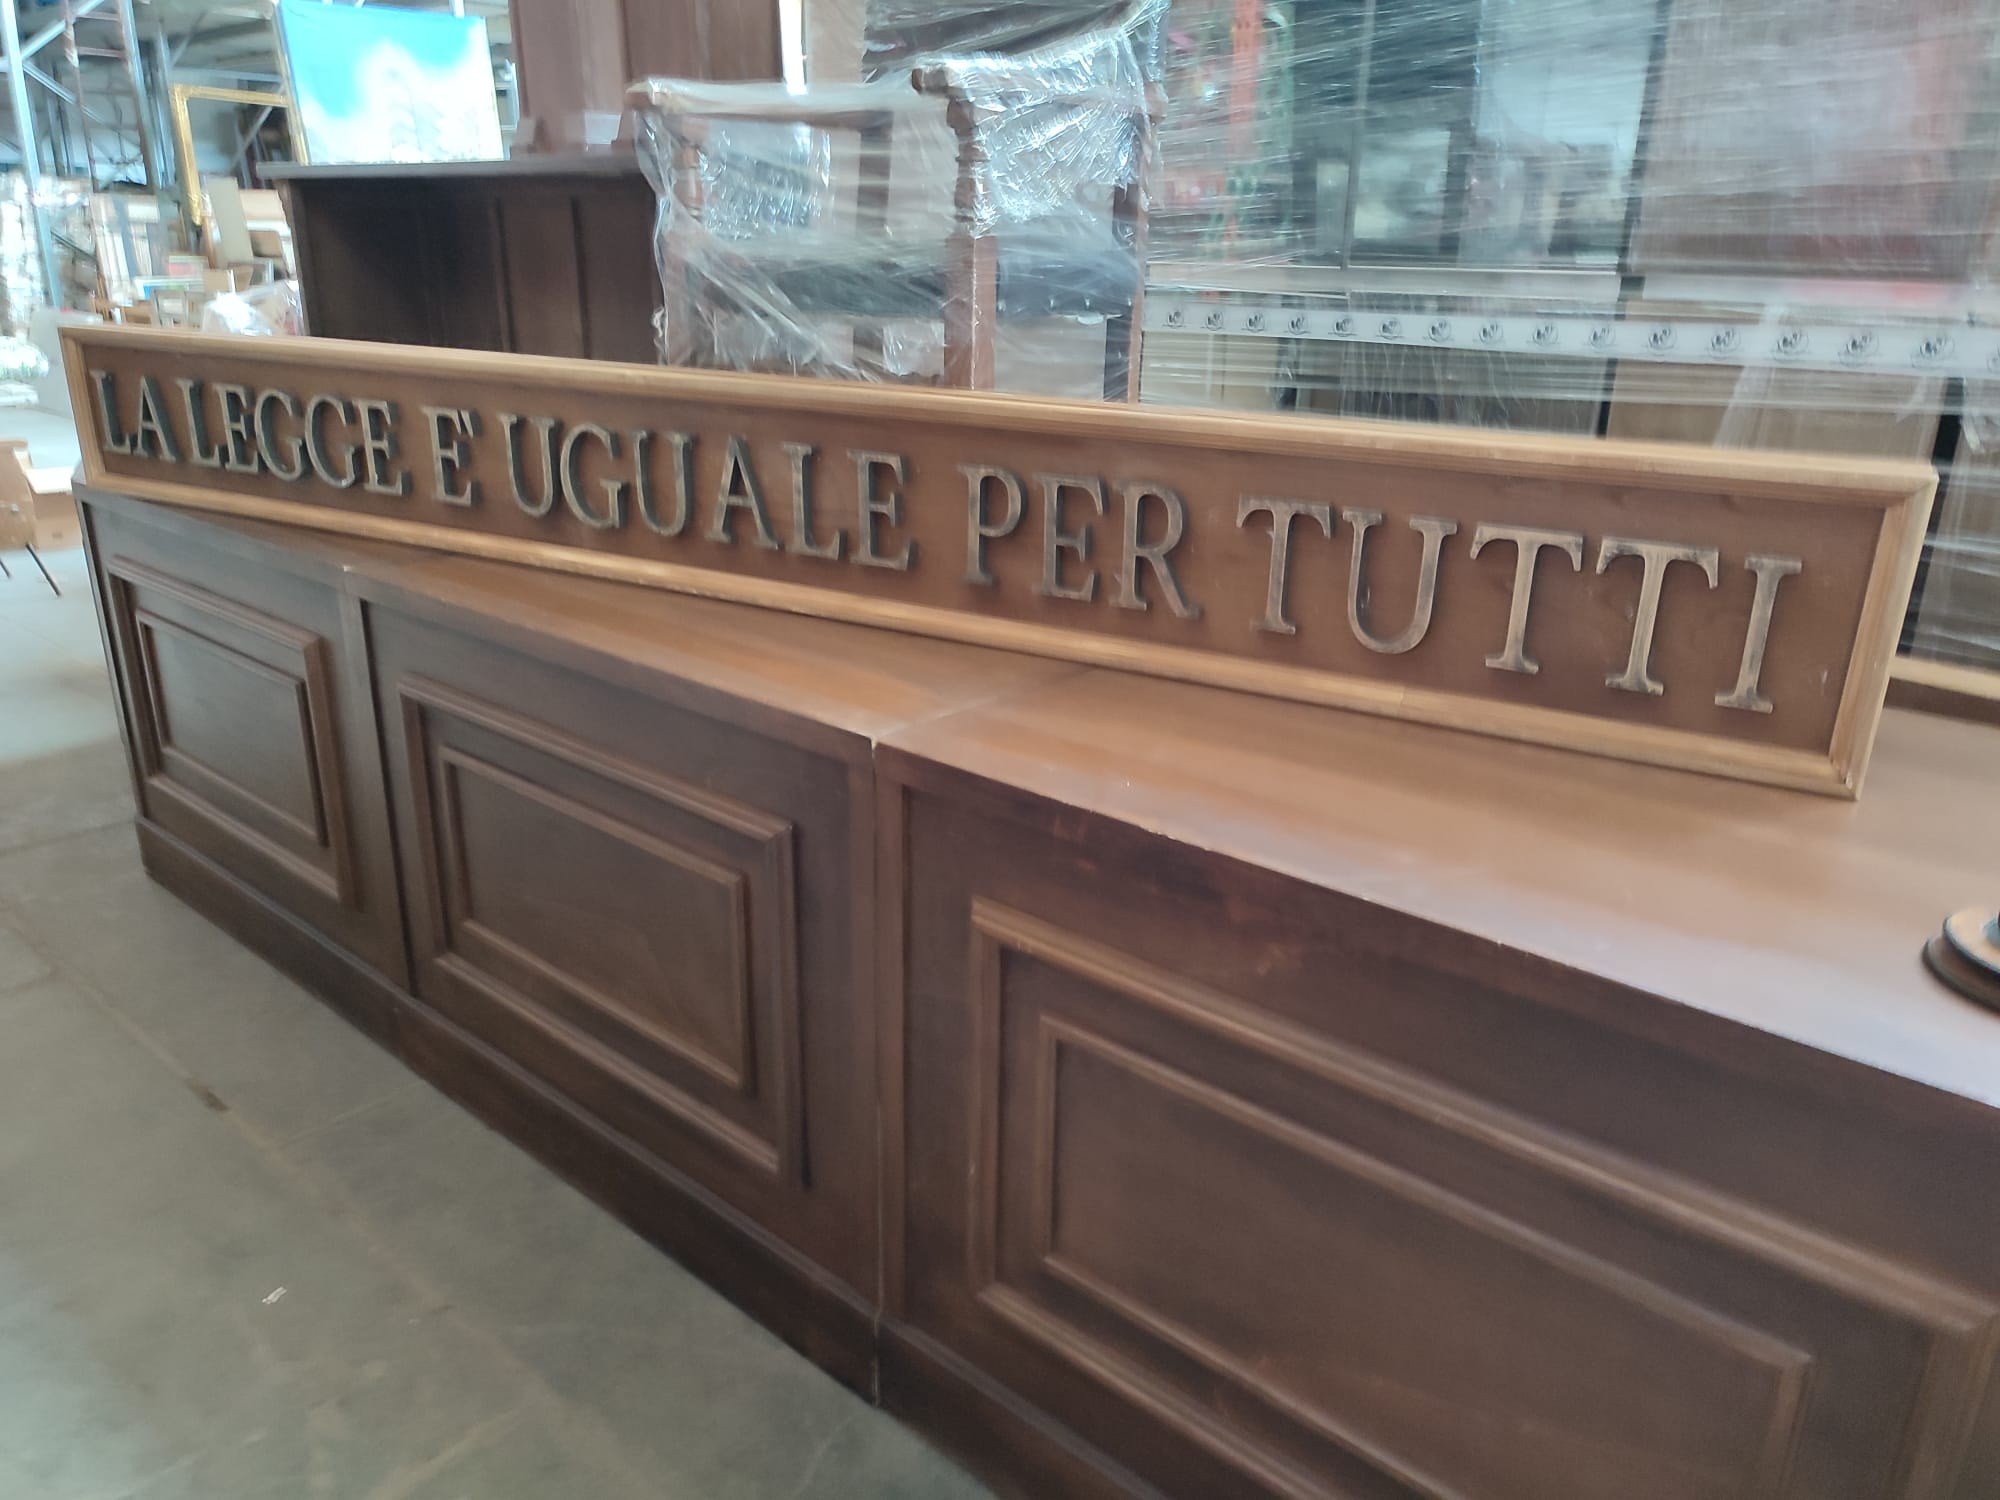 LA LEGGE E' UGUALE PER TUTTI